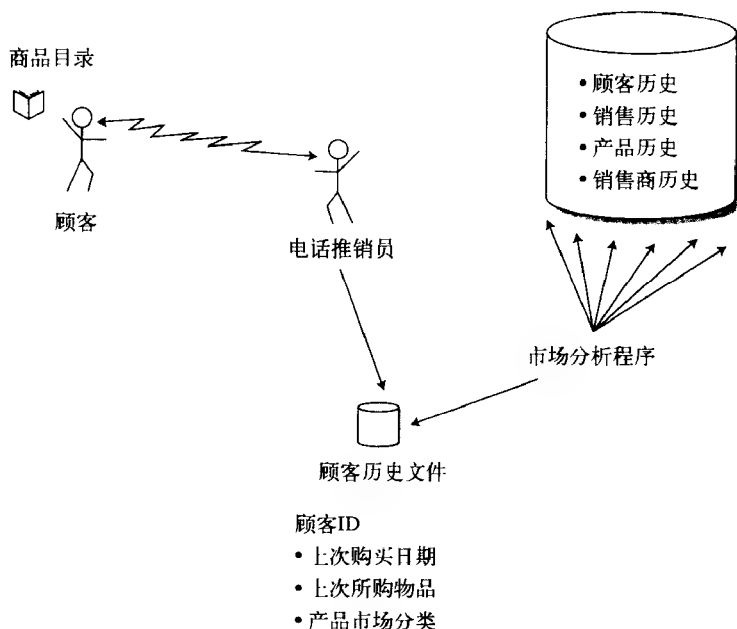 商品目录
顾客
电话推销员
• 顾客历史
• 销售历史
• 产品历史
• 销售商历史
市场分析程序
顾客历史文件
顾客ID
• 上次购买日期
• 上次所购物品
• 产品市场分类